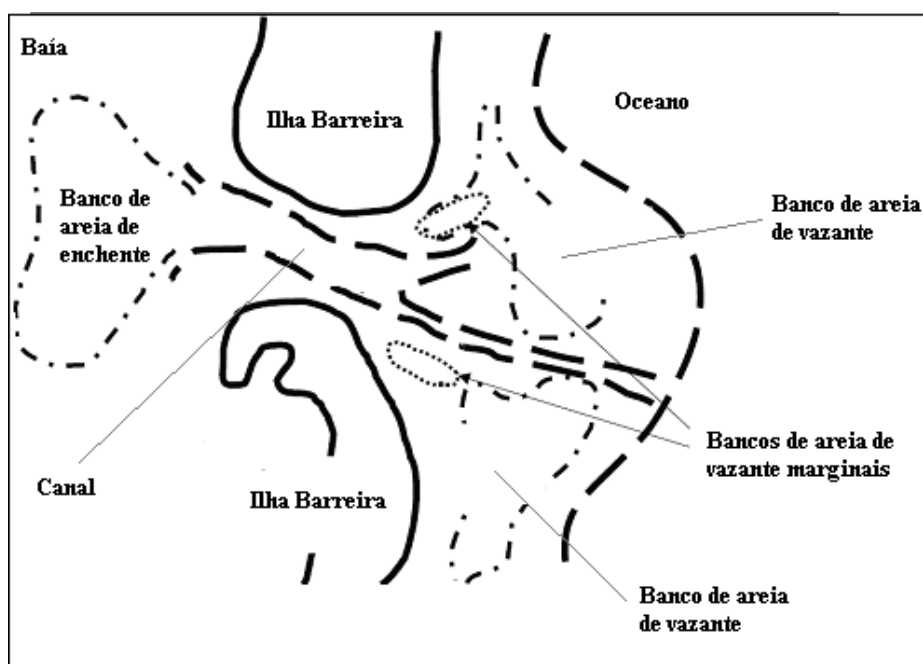 Baía
Oceano
Ilha Barreira
Banco de
areia de
enchente
Banco de areia
de vazante
Bancos de areia de
vazante marginais
Canal
Ilha Barreira
Banco de areia
de vazante